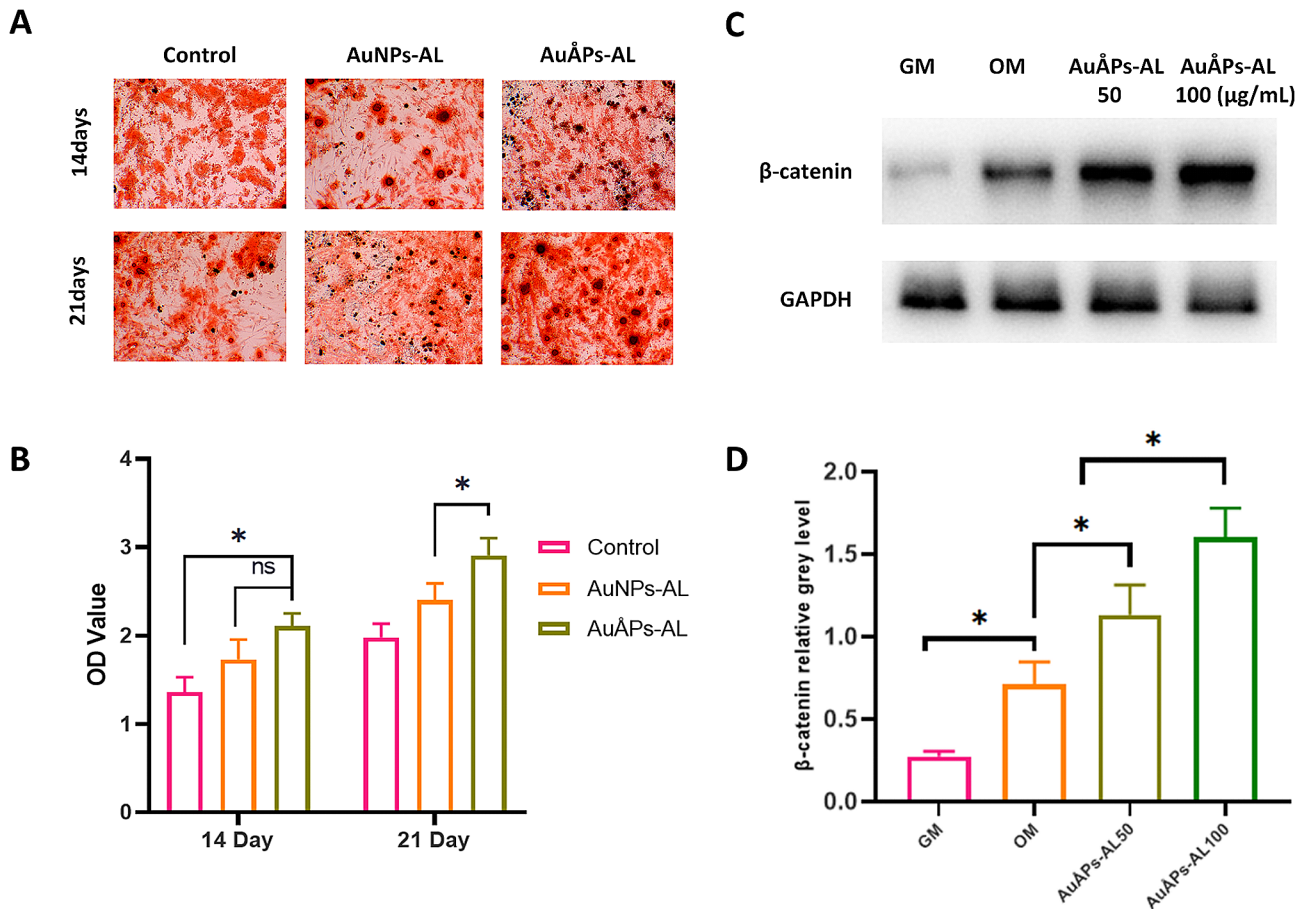 A
Control
AuNPs-AL
AuÅPs-AL
14days
21days
B
4
3
2
1
0
OD Value
*
ns
*
14 Day
21 Day
Control
AuNPs-AL
AuÅPs-AL
C
GM
OM
AuÅPs-AL
50
AuÅPs-AL
100 (μg/mL)
β-catenin
GAPDH
D
2.0
1.5
1.0
0.5
0.0
β-catenin relative grey level
*
*
*
GM
OM
AuÅPs-AL50
AuÅPs-AL100